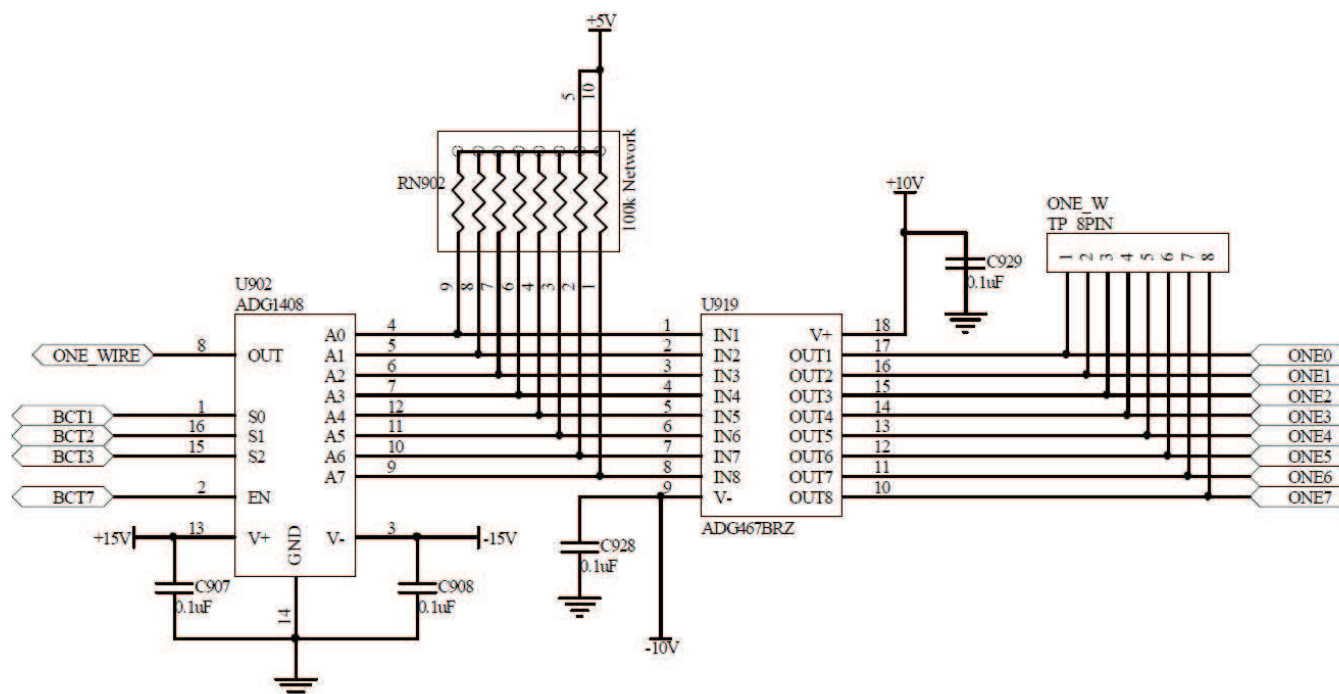 +5V
5
10
RN902
100k Network
9
8
7
6
4
3
2
1
+10V
C929
0.1uF
ONE_W
TP_8PIN
1
2
3
4
5
6
7
8
U902
ADG1408
ONE_WIRE
8
OUT
BCT1
1
S0
BCT2
16
S1
BCT3
15
S2
BCT7
2
EN
+15V
13
V+
GND
14
A0
4
A1
5
A2
6
A3
7
A4
12
A5
11
A6
10
A7
9
V-
3
-15V
C907
0.1uF
C908
0.1uF
U919
1
IN1
2
IN2
3
IN3
4
IN4
5
IN5
6
IN6
7
IN7
8
IN8
9
V-
V+
18
OUT1
17
ONE0
OUT2
16
ONE1
OUT3
15
ONE2
OUT4
14
ONE3
OUT5
13
ONE4
OUT6
12
ONE5
OUT7
11
ONE6
OUT8
10
ONE7
ADG467BRZ
C928
0.1uF
-10V